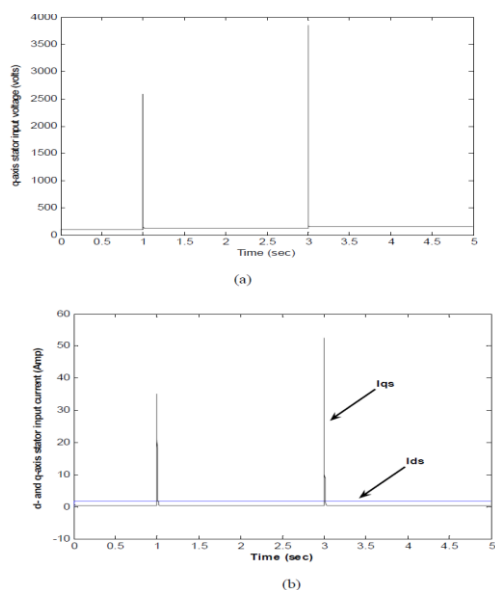 q-axis stator input voltage (volts)
4000
3500
3000
2500
2000
1500
1000
500
0
0 0.5 1 1.5 2 2.5 3 3.5 4 4.5 5
Time (sec)
(a)
d- and q-axis stator input current (Amp)
60
50
40
30
20
10
0
-10
Iqs
Ids
0 0.5 1 1.5 2 2.5 3 3.5 4 4.5 5
Time (sec)
(b)